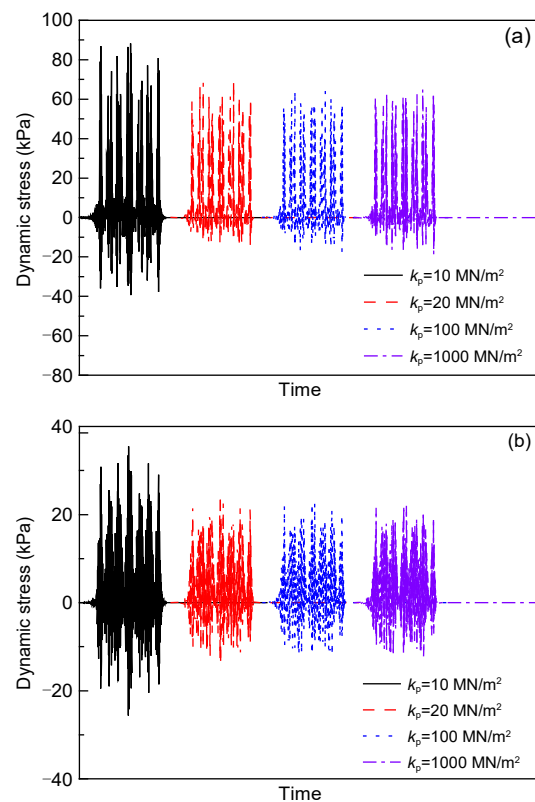 (a)
100
80
60
40
20
0
−20
−40
−60
−80
Dynamic stress (kPa)
kp=10 MN/m²
kp=20 MN/m²
kp=100 MN/m²
kp=1000 MN/m²
Time
(b)
40
20
0
−20
−40
Dynamic stress (kPa)
kp=10 MN/m²
kp=20 MN/m²
kp=100 MN/m²
kp=1000 MN/m²
Time